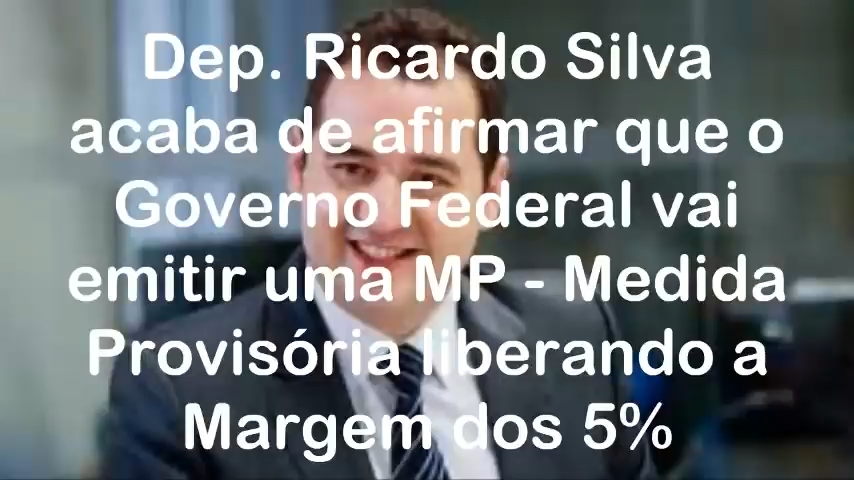 Dep. Ricardo Silva
acaba de afirmar que o
Governo Federal vai
emitir uma MP - Medida
Provisória liberando a
Margem dos 5%